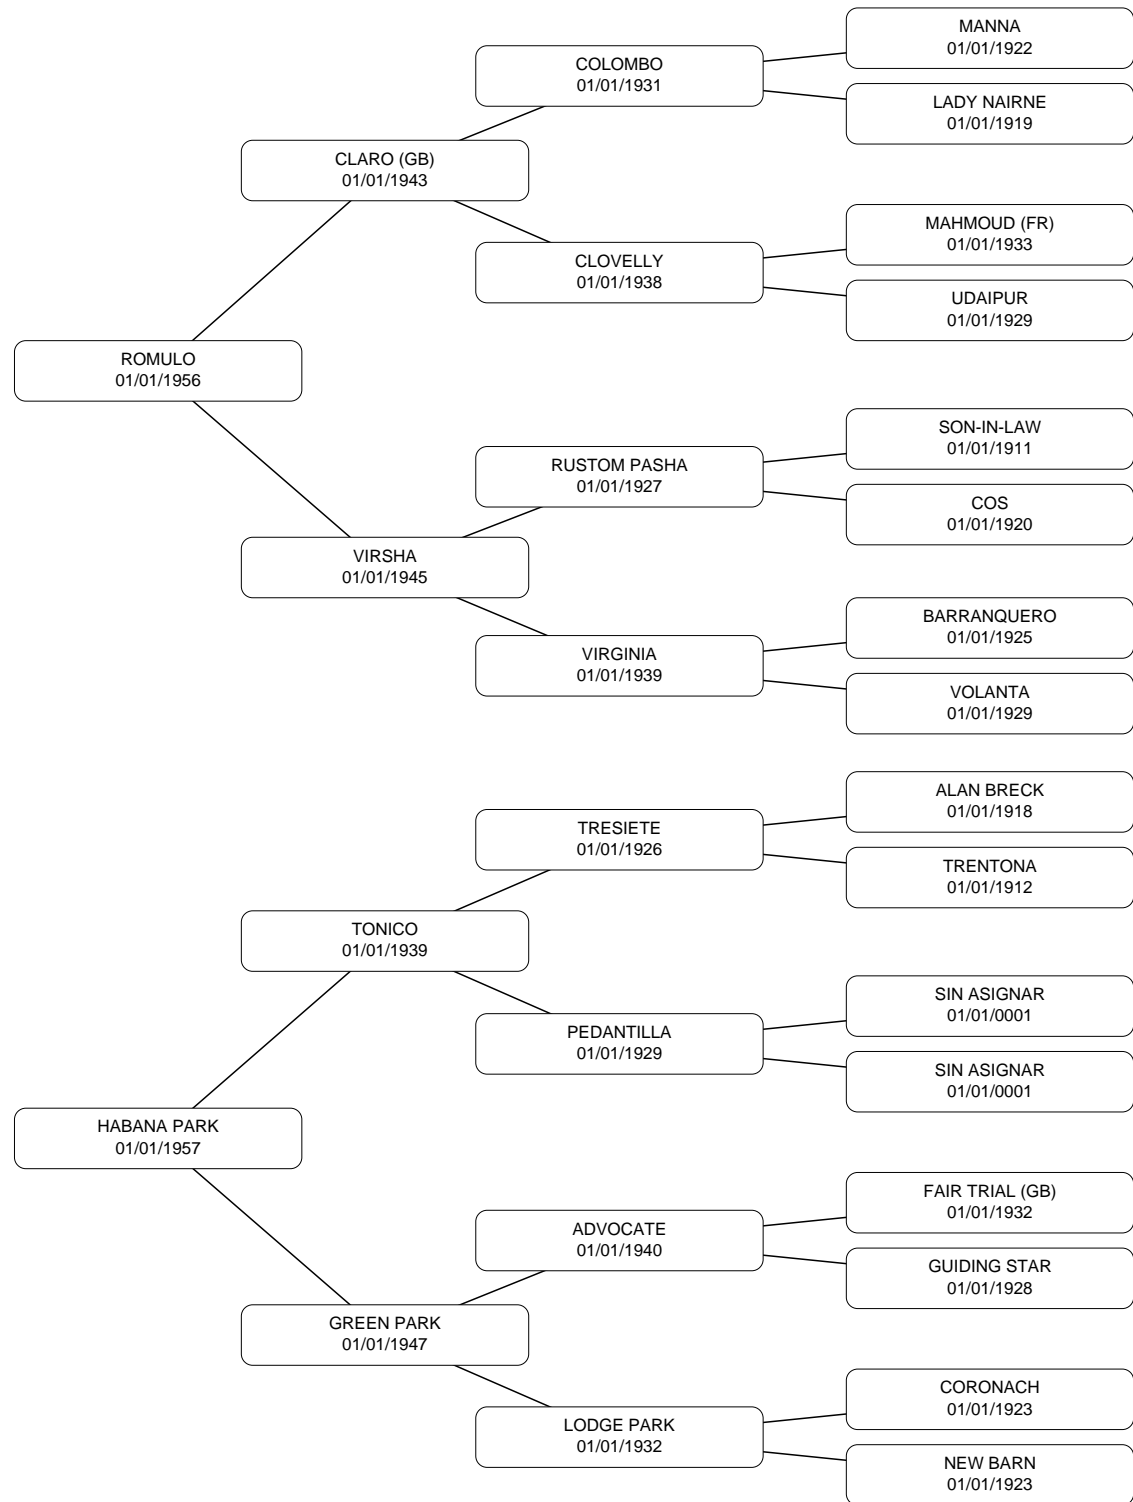 MANNA
01/01/1922
COLOMBO
01/01/1931
LADY NAIRNE
01/01/1919
CLARO (GB)
01/01/1943
MAHMOUD (FR)
01/01/1933
CLOVELLY
01/01/1938
UDAIPUR
01/01/1929
ROMULO
01/01/1956
SON-IN-LAW
01/01/1911
RUSTOM PASHA
01/01/1927
COS
01/01/1920
VIRSHA
01/01/1945
BARRANQUERO
01/01/1925
VIRGINIA
01/01/1939
VOLANTA
01/01/1929
ALAN BRECK
01/01/1918
TRESIETE
01/01/1926
TRENTONA
01/01/1912
TONICO
01/01/1939
SIN ASIGNAR
01/01/0001
PEDANTILLA
01/01/1929
SIN ASIGNAR
01/01/0001
HABANA PARK
01/01/1957
FAIR TRIAL (GB)
01/01/1932
ADVOCATE
01/01/1940
GUIDING STAR
01/01/1928
GREEN PARK
01/01/1947
CORONACH
01/01/1923
LODGE PARK
01/01/1932
NEW BARN
01/01/1923